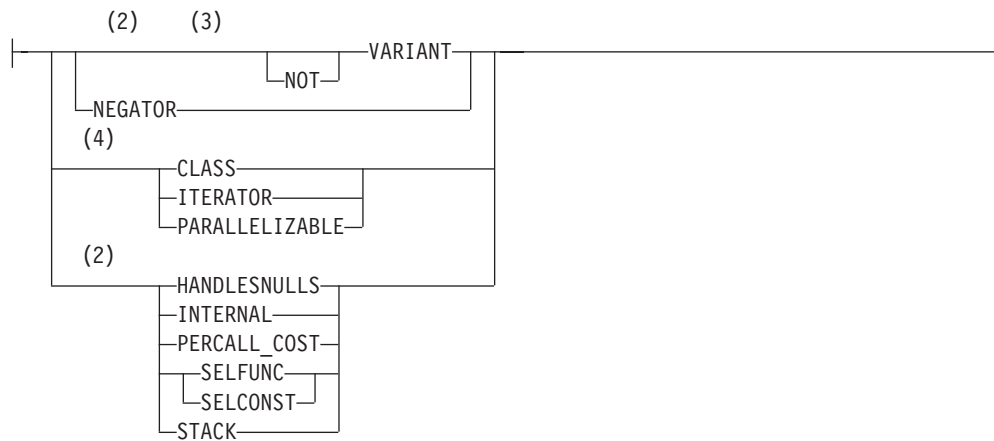 (2) (3)
VARIANT
NOT
NEGATOR
(4)
CLASS
ITERATOR
PARALLELIZABLE
(2)
HANDLESNULLS
INTERNAL
PERCALL_COST
SELFUNC
SELCONST
STACK